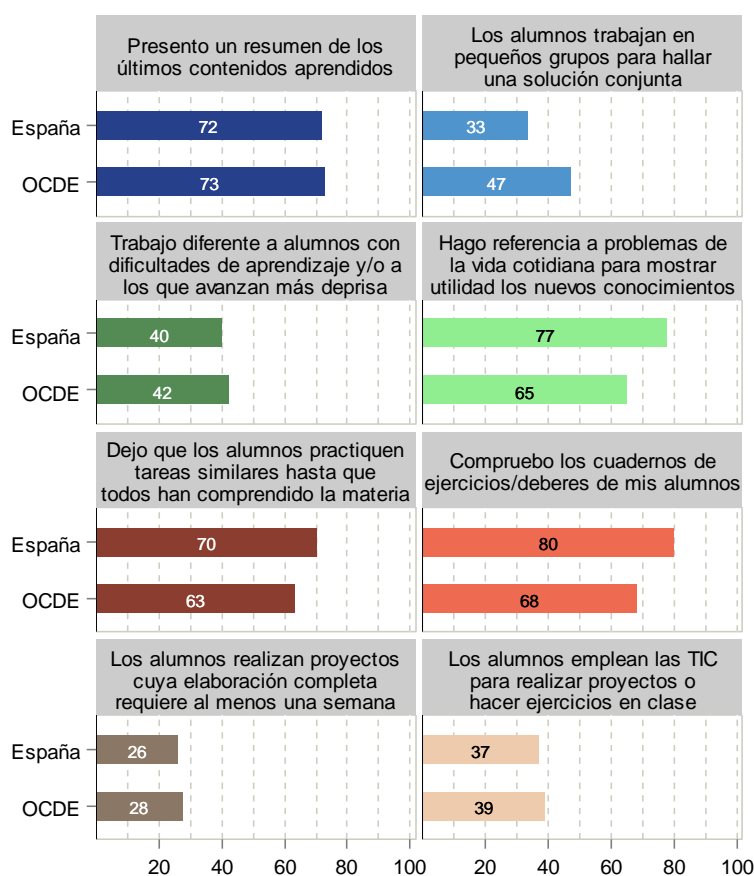 Presento un resumen de los
últimos contenidos aprendidos
Los alumnos trabajan en
pequeños grupos para hallar
una solución conjunta
España
72
33
OCDE
73
47
Trabajo diferente a alumnos con
dificultades de aprendizaje y/o a
los que avanzan más deprisa
Hago referencia a problemas de
la vida cotidiana para mostrar
utilidad los nuevos conocimientos
España
40
77
OCDE
42
65
Dejo que los alumnos practiquen
tareas similares hasta que
todos han comprendido la materia
Compruebo los cuadernos de
ejercicios/deberes de mis alumnos
España
70
80
OCDE
63
68
Los alumnos realizan proyectos
cuya elaboración completa
requiere al menos una semana
Los alumnos emplean las TIC
para realizar proyectos o
hacer ejercicios en clase
España
26
37
OCDE
28
39
20 40 60 80 100
20 40 60 80 100